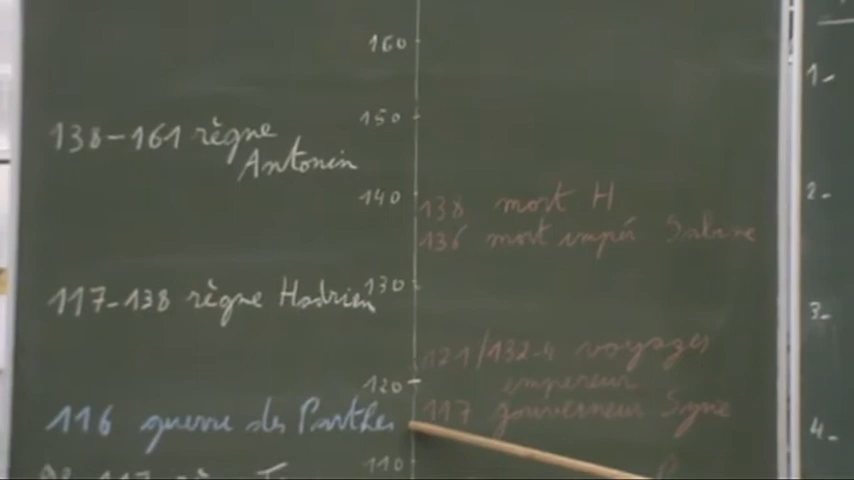 160
150
138-161 règne
Antonin
140
138 mort H
136 mort impér Sabine
117-138 règne Hadrien
130
121/132-4 voyages
empereur
120
116 guerre des Parthes
117 gouverneur Syrie
110
1-
2-
3-
4-